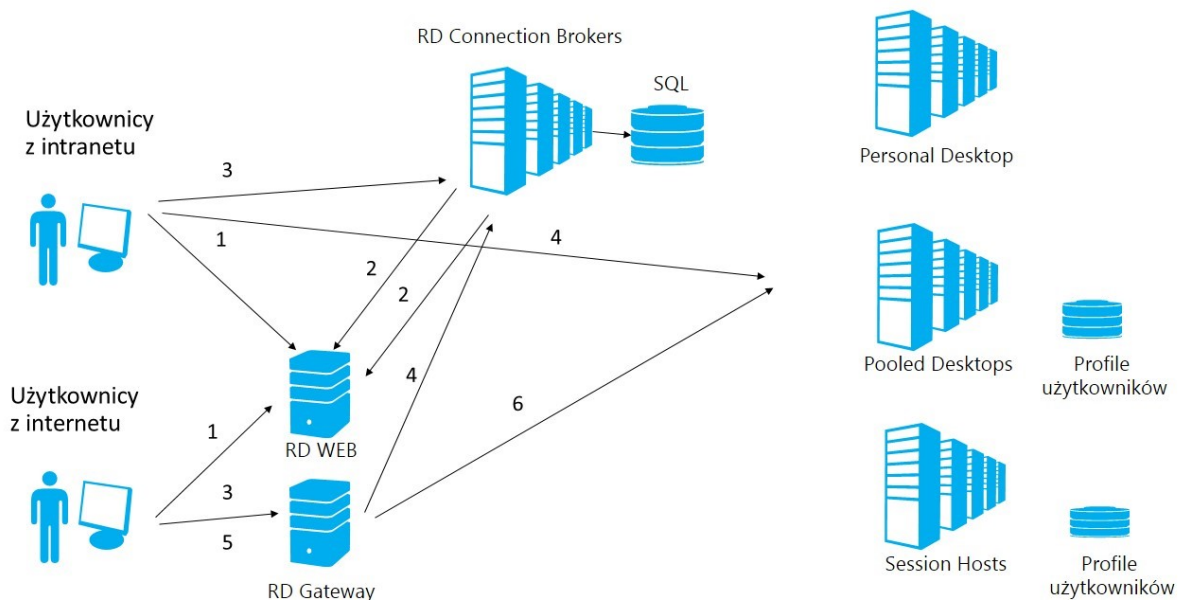 RD Connection Brokers
SQL
Personal Desktop
Użytkownicy
z intranetu
3
1
4
2
2
4
6
Pooled Desktops
Profile
użytkowników
Użytkownicy
z internetu
1
RD WEB
3
5
RD Gateway
Session Hosts
Profile
użytkowników